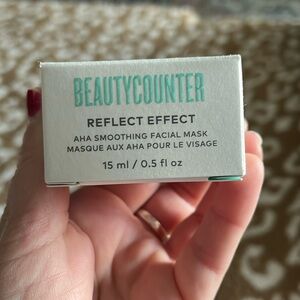 BEAUTYCOUNTER
REFLECT EFFECT
AHA SMOOTHING FACIAL MASK
MASQUE AUX AHA POUR LE VISAGE
15 ml / 0.5 fl oz